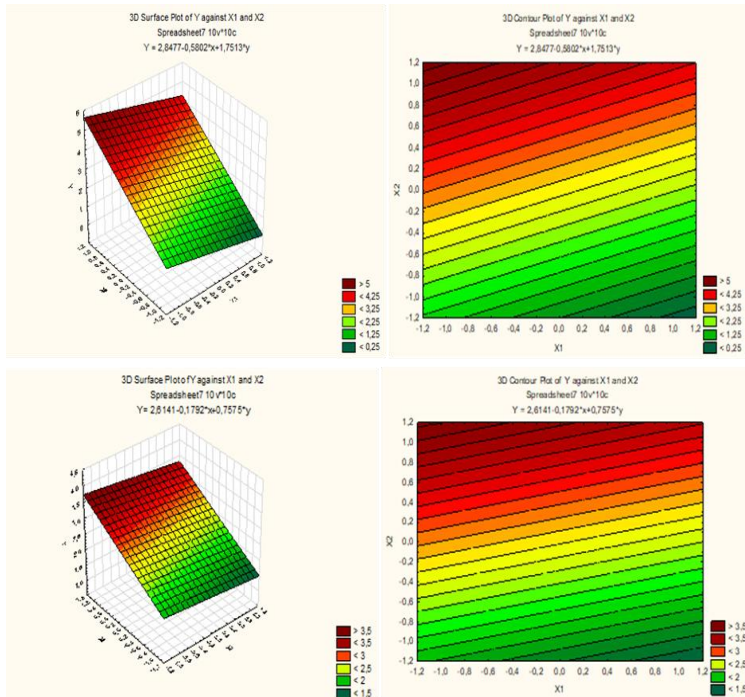 3D Surface Plot of Y against X1 and X2
Spreadsheet7 10v*10c
Y = 2,8477-0,5802*x+1,7513*y
6
5
4
3
2
1
0
Y
X1
> 5
< 4,25
< 3,25
< 2,25
< 1,25
< 0,25
3D Contour Plot of Y against X1 and X2
Spreadsheet7 10v*10c
Y = 2,8477-0,5802*x+1,7513*y
1,2
1,0
0,8
0,6
0,4
0,2
0,0
-0,2
-0,4
-0,6
-0,8
-1,0
-1,2
X2
-1,2 -1,0 -0,8 -0,6 -0,4 -0,2 0,0 0,2 0,4 0,6 0,8 1,0 1,2
X1
> 5
< 4,25
< 3,25
< 2,25
< 1,25
< 0,25
3D Surface Plot of Y against X1 and X2
Spreadsheet7 10v*10c
Y= 2,6141-0,1792*x+0,7575*y
> 3,5
< 3,5
< 3
< 2,5
< 2
< 1,5
3D Contour Plot of Y against X1 and X2
Spreadsheet7 10v*10c
Y = 2,6141-0,1792*x+0,7575*y
1,2
1,0
0,8
0,6
0,4
0,2
0,0
-0,2
-0,4
-0,6
-0,8
-1,0
-1,2
X2
-1,2 -1,0 -0,8 -0,6 -0,4 -0,2 0,0 0,2 0,4 0,6 0,8 1,0 1,2
X1
> 3,5
< 3,5
< 3
< 2,5
< 2
< 1,5